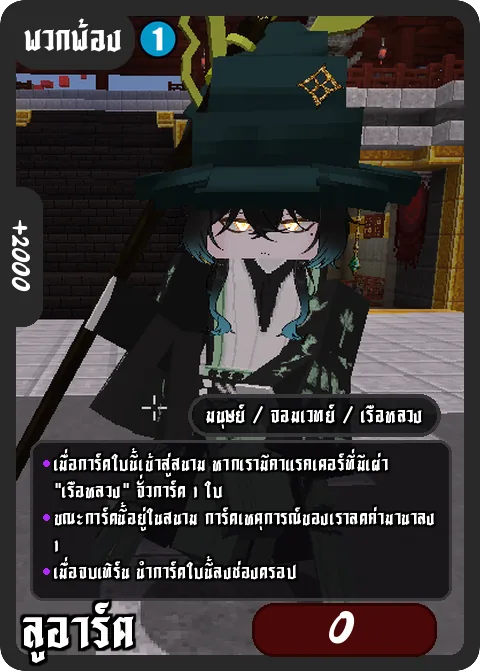 พวกพ้อง 1
+2000
มนุษย์ / จอมเวทย์ / เรือหลวง
•เมื่อการ์ดใบนี้เข้าสู่สนาม หากเรามีคาแรคเตอร์ที่มีเผ่า
"เรือหลวง" จั่วการ์ด 1 ใบ
•ขณะการ์ดนี้อยู่ในสนาม การ์ดเหตุการณ์ของเราลดค่ามานาลง
1
•เมื่อจบเทิร์น นำการ์ดใบนี้ลงช่องครอป
ลูอาร์ต
0